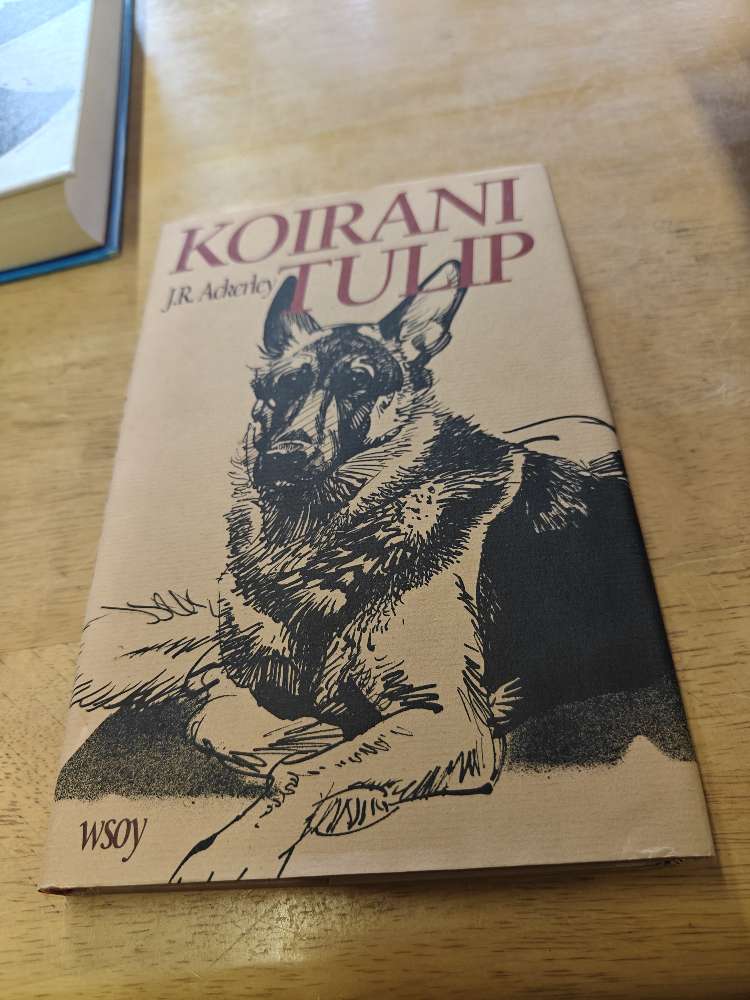 KOIRANI
TULIP
J.R. Ackerley
wsoy